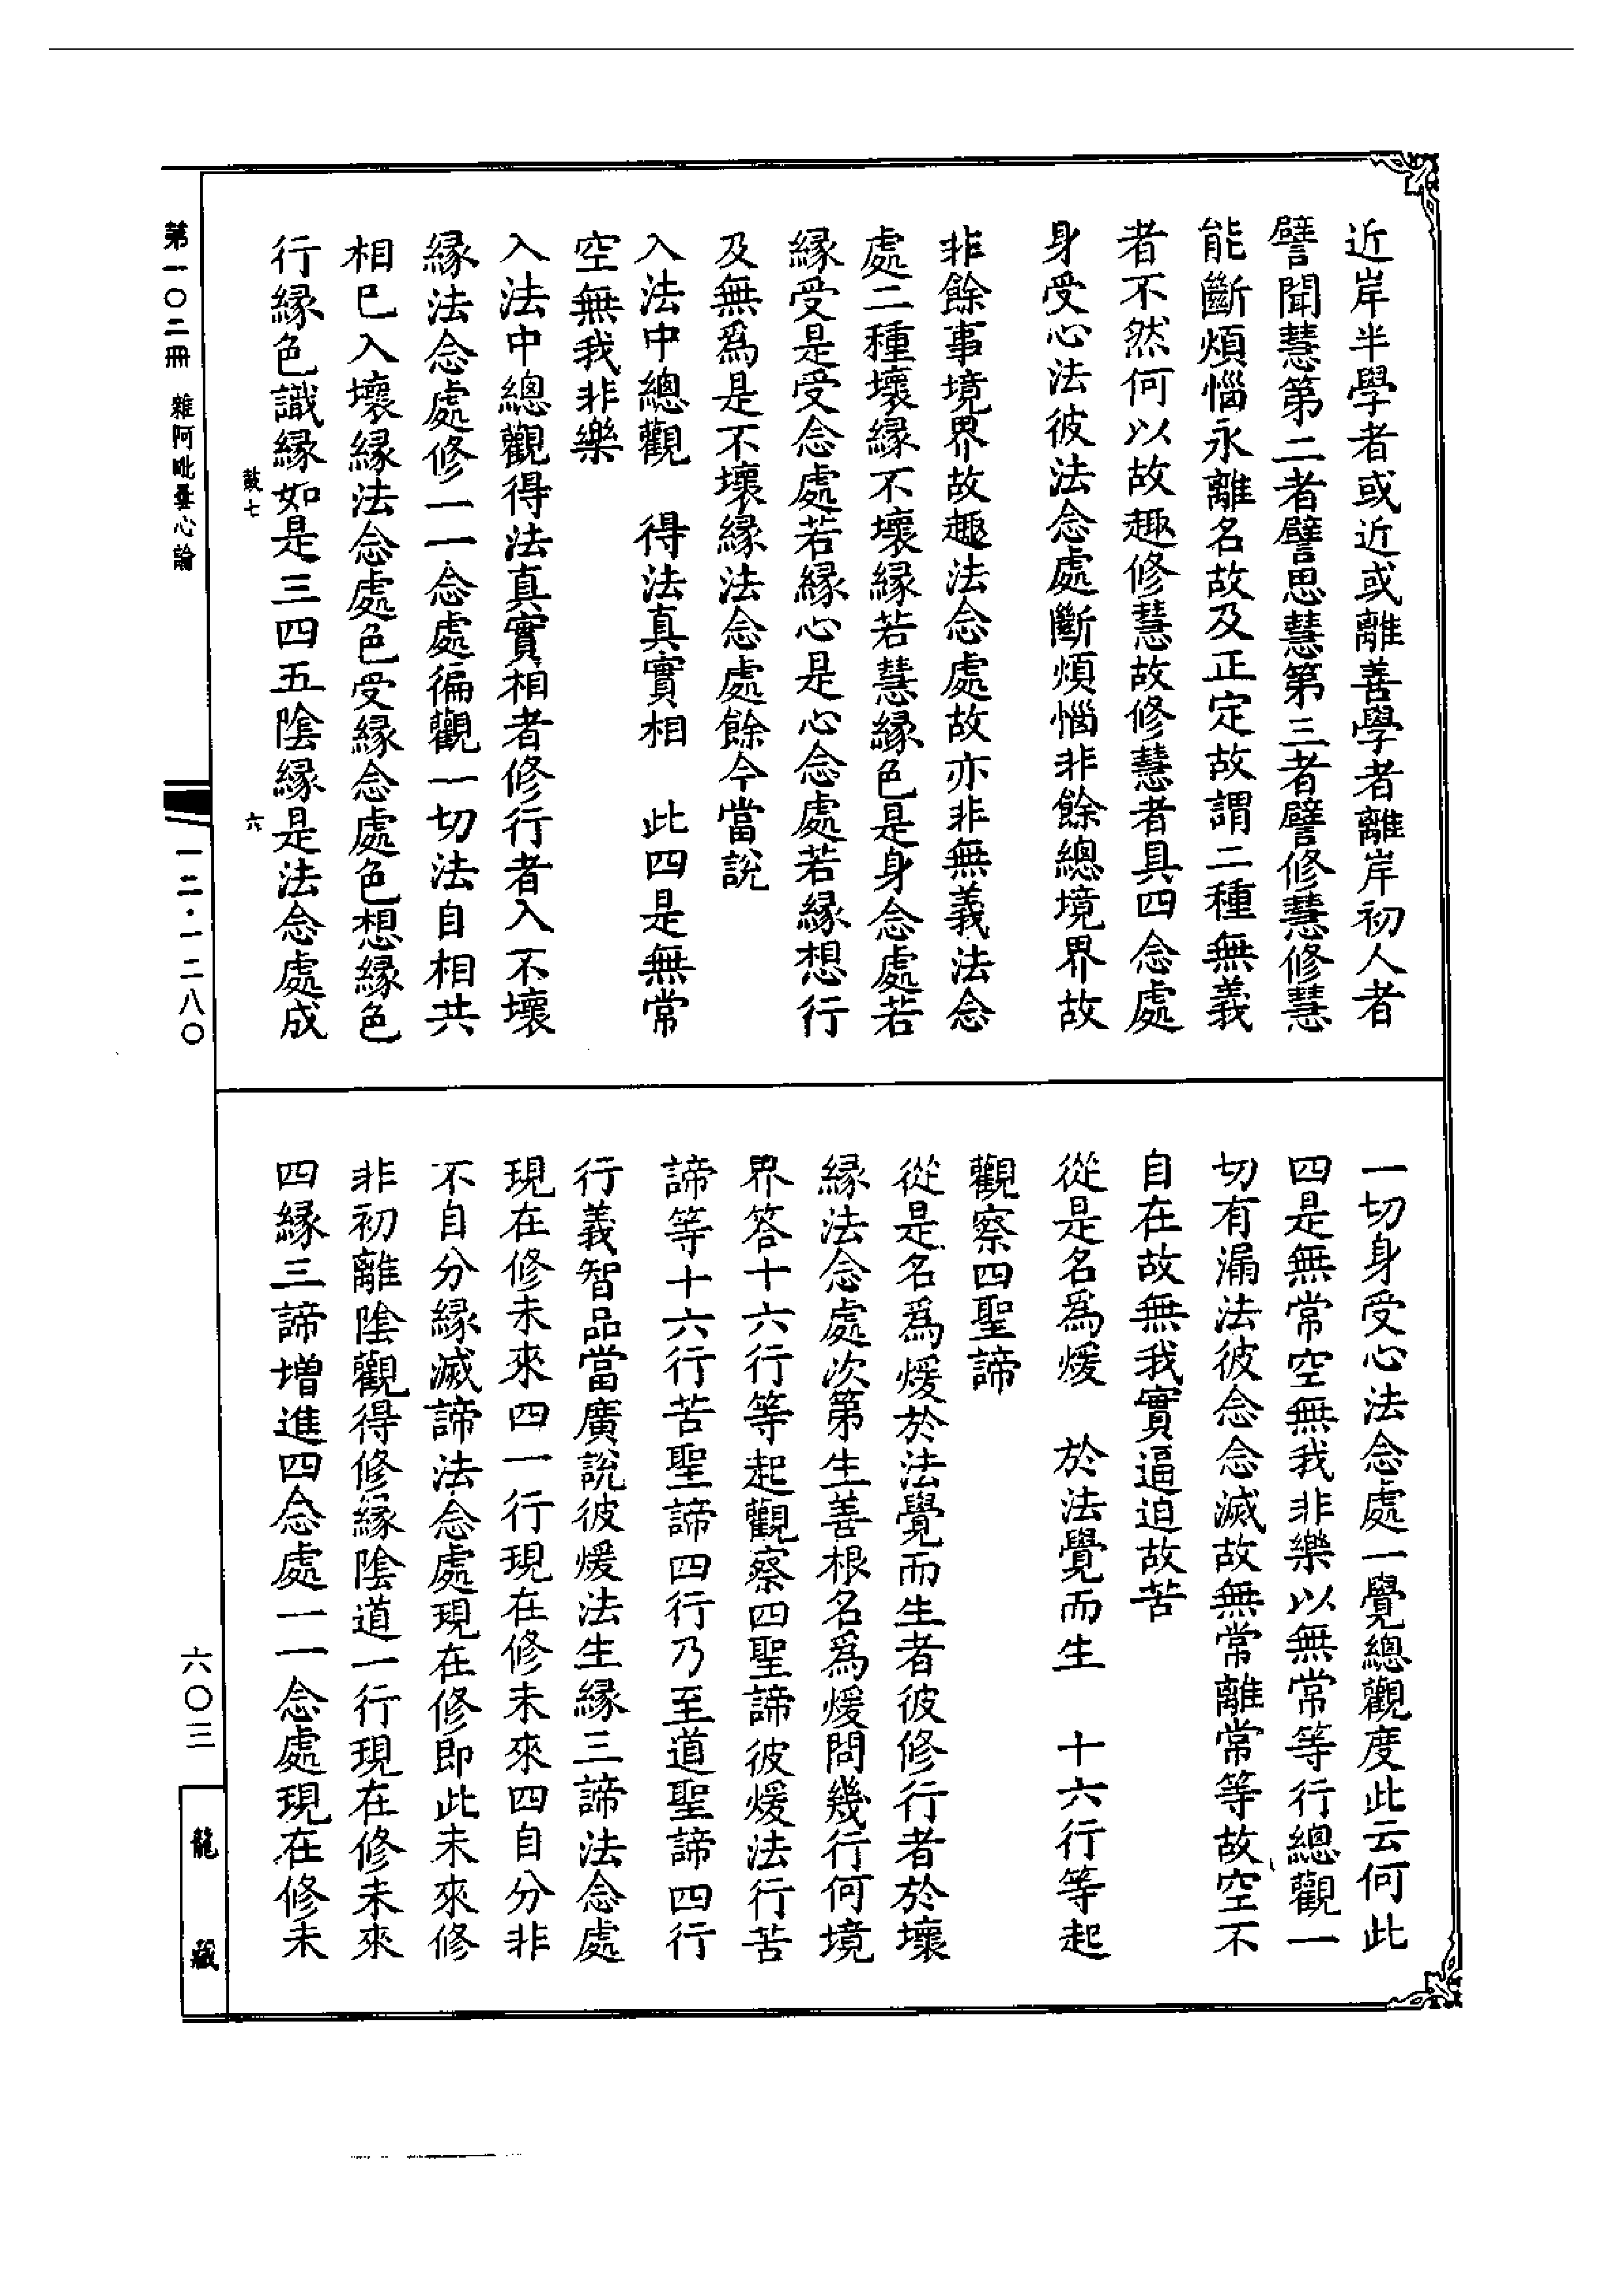 近岸半學者或近或離善學者離岸初人者
譬聞慧第二者譬思慧第三者譬修慧修慧
能斷煩惱永離名故及正定故謂二種無義
者不然何以故趣修慧故修慧者具四念處
身受心法彼法念處斷煩惱非餘總境界故
非餘事境界故趣法念處故亦非無義法念
處二種壞緣不壞緣若慧緣色是身念處若
緣受是受念處若緣心是心念處若緣想行
及無為是不壞緣法念處餘今當說
入法中總觀　得法真實相　此四是無常
空無我非樂
入法中總觀得法真實相者修行者入不壞
緣法念處修一一念處徧觀一切法自相共
相巳入壞緣法念處色受緣念處色想緣色
行緣色識緣如是三四五陰緣是法念處成
一切身受心法念處一覺總觀度此云何此
四是無常空無我非樂以無常等行總觀一
切有漏法彼念念滅故無常離常等故空不
自在故無我實逼迫故苦
從是名爲煖　於法覺而生　十六行等起
觀察四聖諦
從是名爲煖於法覺而生者彼修行者於壞
緣法念處次第生善根名爲煖問幾行何境
界答十六行等起觀察四聖諦彼煖法行苦
諦等十六行苦聖諦四行乃至道聖諦四行
行義智品當廣說彼煖法生緣三諦法念處
現在修未來四一行現在修未來四自分非
不自分緣滅諦法念處現在修即此未來修
非初離陰觀得修緣陰道一行現在修未來
四緣三諦增進四念處一一念處現在修未
第一〇二冊　雜阿毗曇心論
鼓七　六
一二·一二八〇
六〇三
龍藏